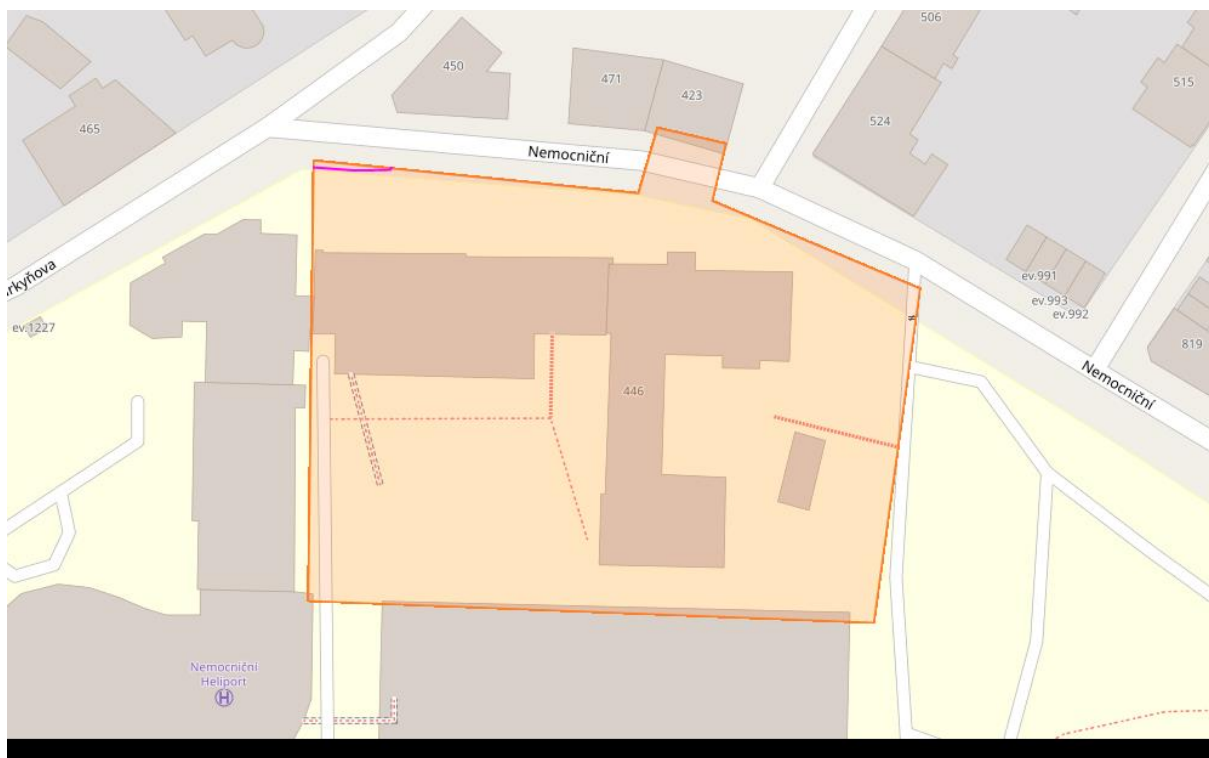 506
450
471
423
515
465
524
Nemocniční
rkyňova
ev.991
ev.993
ev.992
ev.1227
819
446
Nemocniční
Nemocniční
Heliport
H